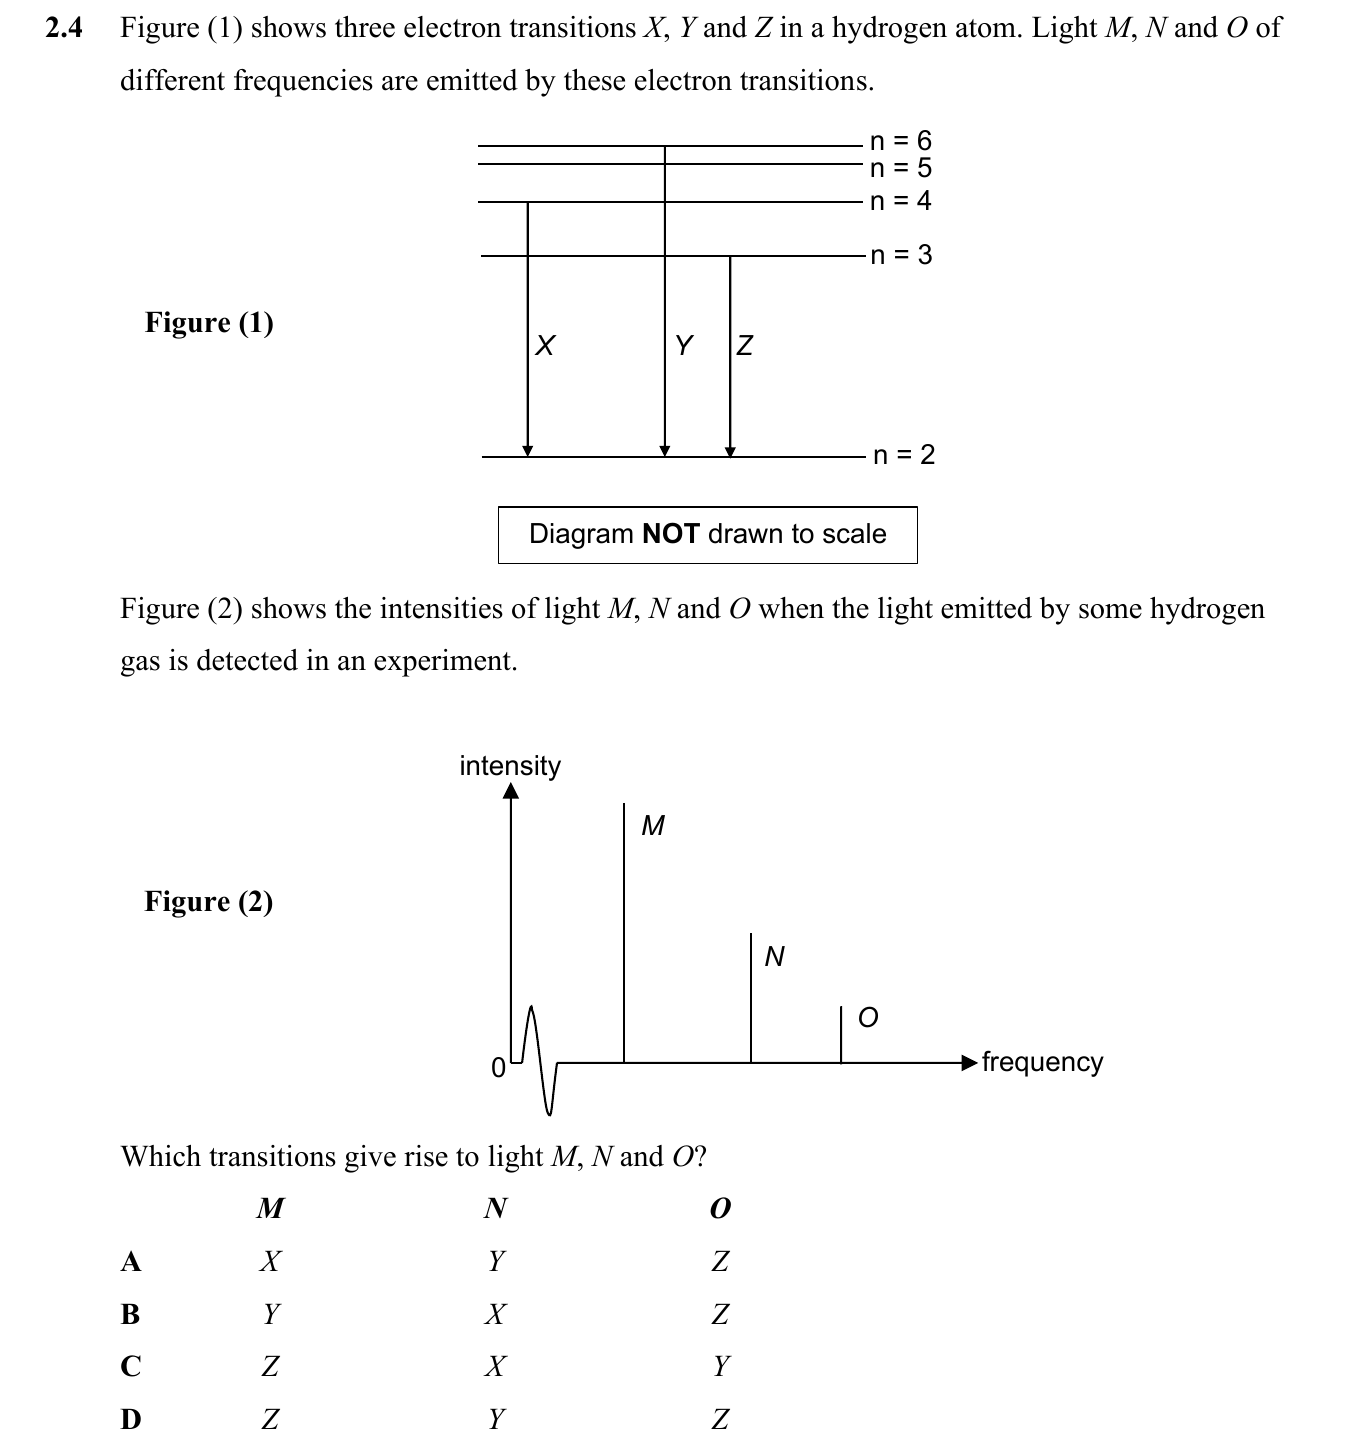 2.4 Figure (1) shows three electron transitions X, Y and Z in a hydrogen atom. Light M, N and O of
different frequencies are emitted by these electron transitions.
n = 6
n = 5
n = 4
n = 3
Figure (1)
X Y Z
n = 2
Diagram NOT drawn to scale
Figure (2) shows the intensities of light M, N and O when the light emitted by some hydrogen
gas is detected in an experiment.
intensity
M
Figure (2)
N
O
0 frequency
Which transitions give rise to light M, N and O?
M N O
A X Y Z
B Y X Z
C Z X Y
D Z Y Z